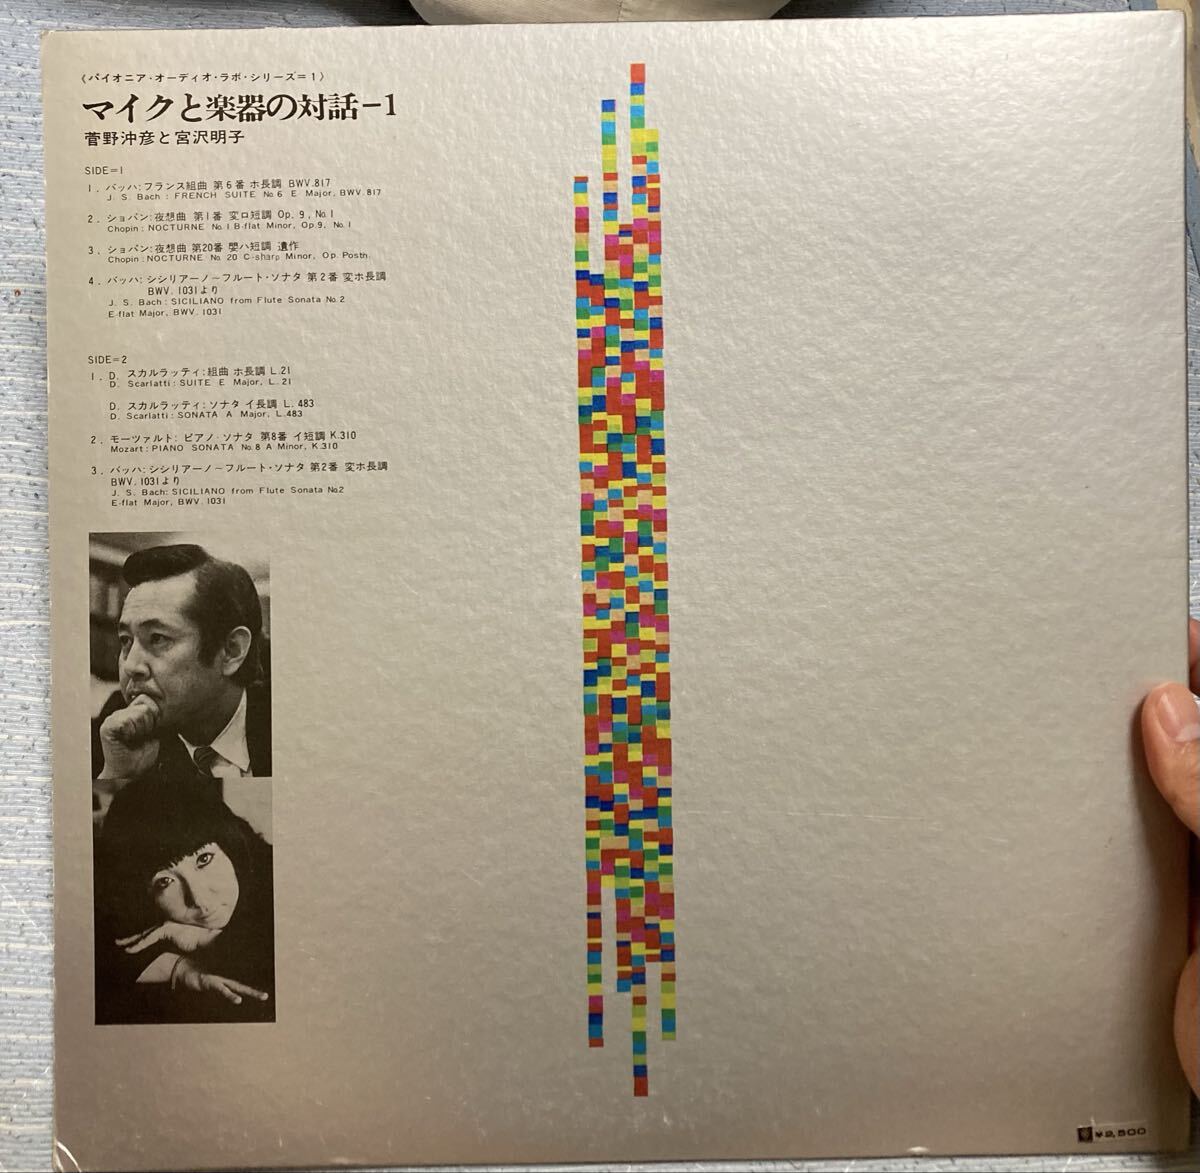 《パイオニア・オーディオ・ラボ・シリーズ=1》
マイクと楽器の対話-1
菅野沖彦と宮沢明子
SIDE=1
1. バッハ:フランス組曲 第6番 ホ長調 BWV.817
J. S. Bach : FRENCH SUITE No.6 E Major, BWV.817
2. ショパン:夜想曲 第1番 変ロ短調 Op. 9, No.1
Chopin : NOCTURNE No.1 B-flat Minor, Op.9, No.1
3. ショパン:夜想曲 第20番 嬰ハ短調 遺作
Chopin : NOCTURNE No. 20 C-sharp Minor, Op. Posth.
4. バッハ: シシリアーノ〜フルート・ソナタ 第2番 変ホ長調
BWV. 1031より
J. S. Bach : SICILIANO from Flute Sonata No.2
E-flat Major, BWV. 1031
SIDE=2
1. D. スカルラッティ:組曲 ホ長調 L.21
D. Scarlatti : SUITE E Major, L.21
D. スカルラッティ:ソナタ イ長調 L. 483
D. Scarlatti : SONATA A Major, L.483
2. モーツァルト: ピアノ・ソナタ 第8番 イ短調 K.310
Mozart : PIANO SONATA No.8 A Minor, K.310
3. バッハ: シシリアーノ〜フルート・ソナタ 第2番 変ホ長調
BWV. 1031より
J. S. Bach: SICILIANO from Flute Sonata No.2
E-flat Major, BWV. 1031
¥2,500